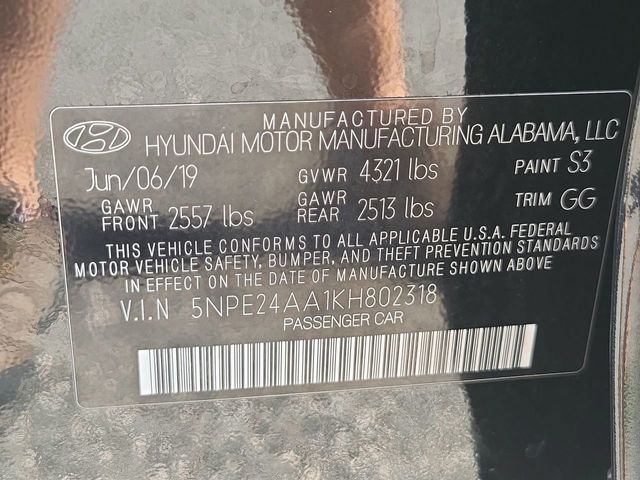 MANUFACTURED BY
HYUNDAI MOTOR MANUFACTURING ALABAMA, LLC
Jun/06/19 GVWR 4321 lbs PAINT S3
GAWR FRONT 2557 lbs GAWR REAR 2513 lbs TRIM GG
THIS VEHICLE CONFORMS TO ALL APPLICABLE U.S.A. FEDERAL
MOTOR VEHICLE SAFETY, BUMPER, AND THEFT PREVENTION STANDARDS
IN EFFECT ON THE DATE OF MANUFACTURE SHOWN ABOVE
V.I.N 5NPE24AA1KH802318
PASSENGER CAR